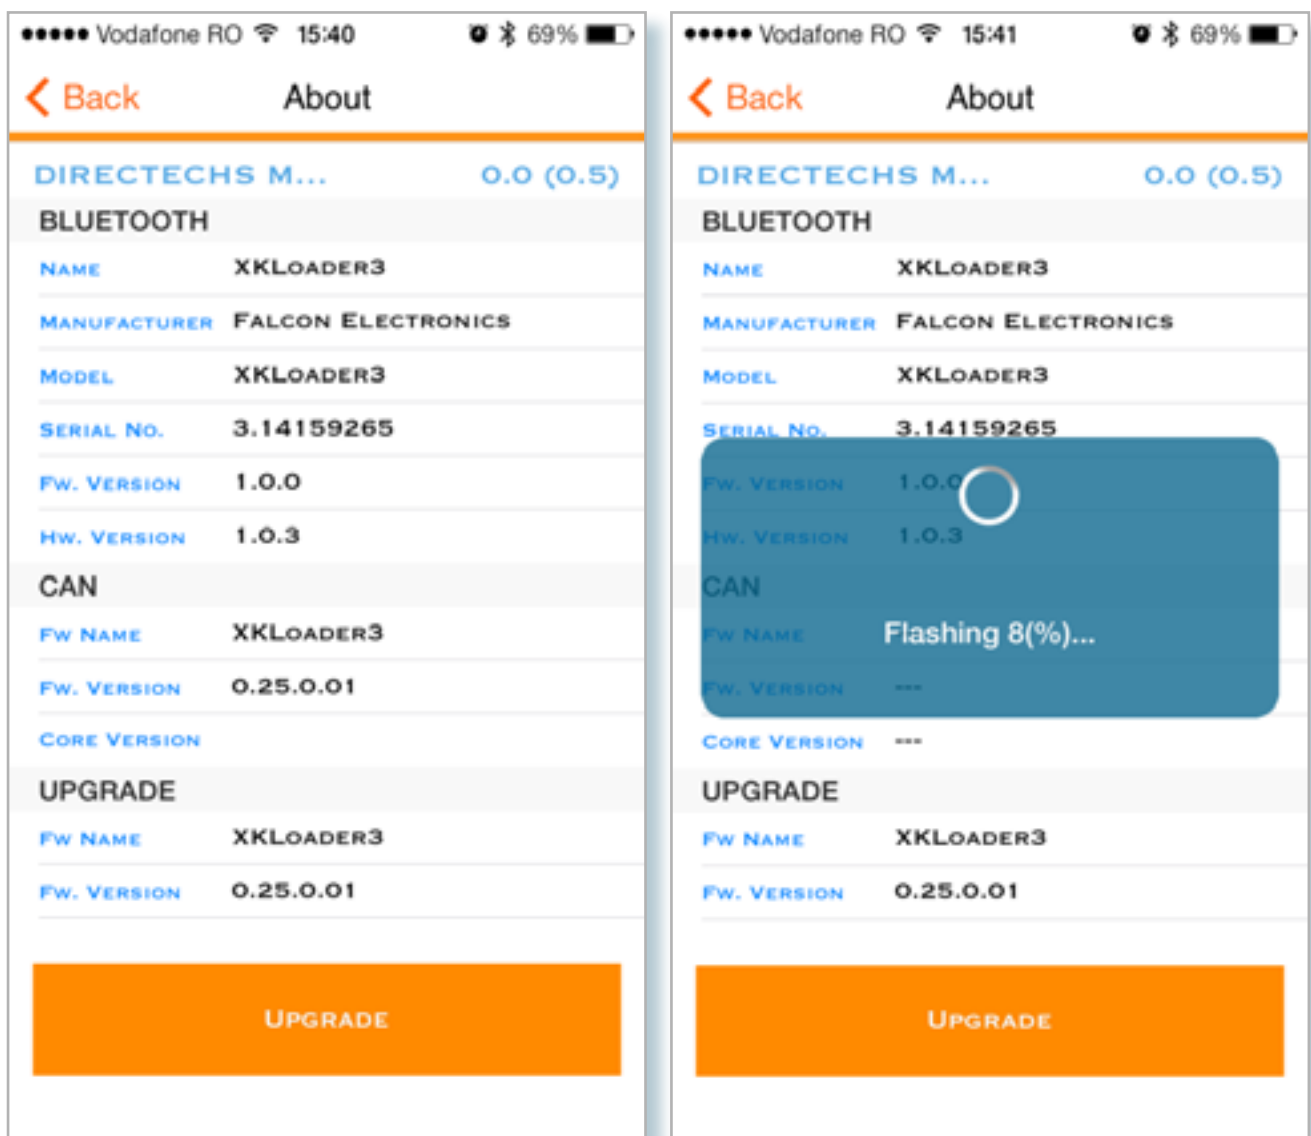 Vodafone RO 15:40 69%
Back About
DIRECTECHS M... 0.0 (0.5)
BLUETOOTH
NAME XKLOADER3
MANUFACTURER FALCON ELECTRONICS
MODEL XKLOADER3
SERIAL NO. 3.14159265
FW. VERSION 1.0.0
HW. VERSION 1.0.3
CAN
FW NAME XKLOADER3
FW. VERSION 0.25.0.01
CORE VERSION
UPGRADE
FW NAME XKLOADER3
FW. VERSION 0.25.0.01
UPGRADE
Vodafone RO 15:41 69%
Back About
DIRECTECHS M... 0.0 (0.5)
BLUETOOTH
NAME XKLOADER3
MANUFACTURER FALCON ELECTRONICS
MODEL XKLOADER3
SERIAL NO. 3.14159265
FW. VERSION 1.0.0
HW. VERSION 1.0.3
CAN
FW NAME
Flashing 8(%)...
FW. VERSION ---
CORE VERSION ---
UPGRADE
FW NAME XKLOADER3
FW. VERSION 0.25.0.01
UPGRADE